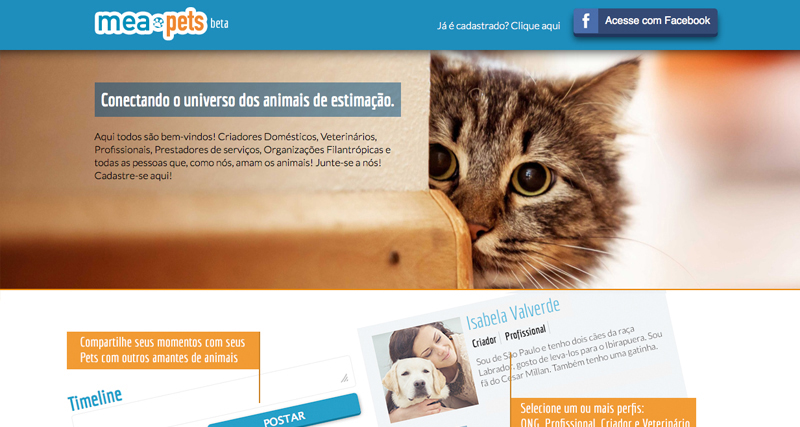 mea pets beta
Já é cadastrado? Clique aqui
f Acesse com Facebook
Conectando o universo dos animais de estimação.
Aqui todos são bem-vindos! Criadores Domésticos, Veterinários,
Profissionais, Prestadores de serviços, Organizações Filantrópicas e
todas as pessoas que, como nós, amam os animais! Junte-se a nós!
Cadastre-se aqui!
Compartilhe seus momentos com seus
Pets com outros amantes de animais
Timeline
POSTAR
Isabela Valverde
Criador Profissional
Sou de São Paulo e tenho dois cães da raça
Labrador, gosto de leva-los para o Ibirapuera. Sou
fã do Cesar Millan. Também tenho uma gatinha.
Selecione um ou mais perfis:
ONG, Profissional, Criador e Veterinário